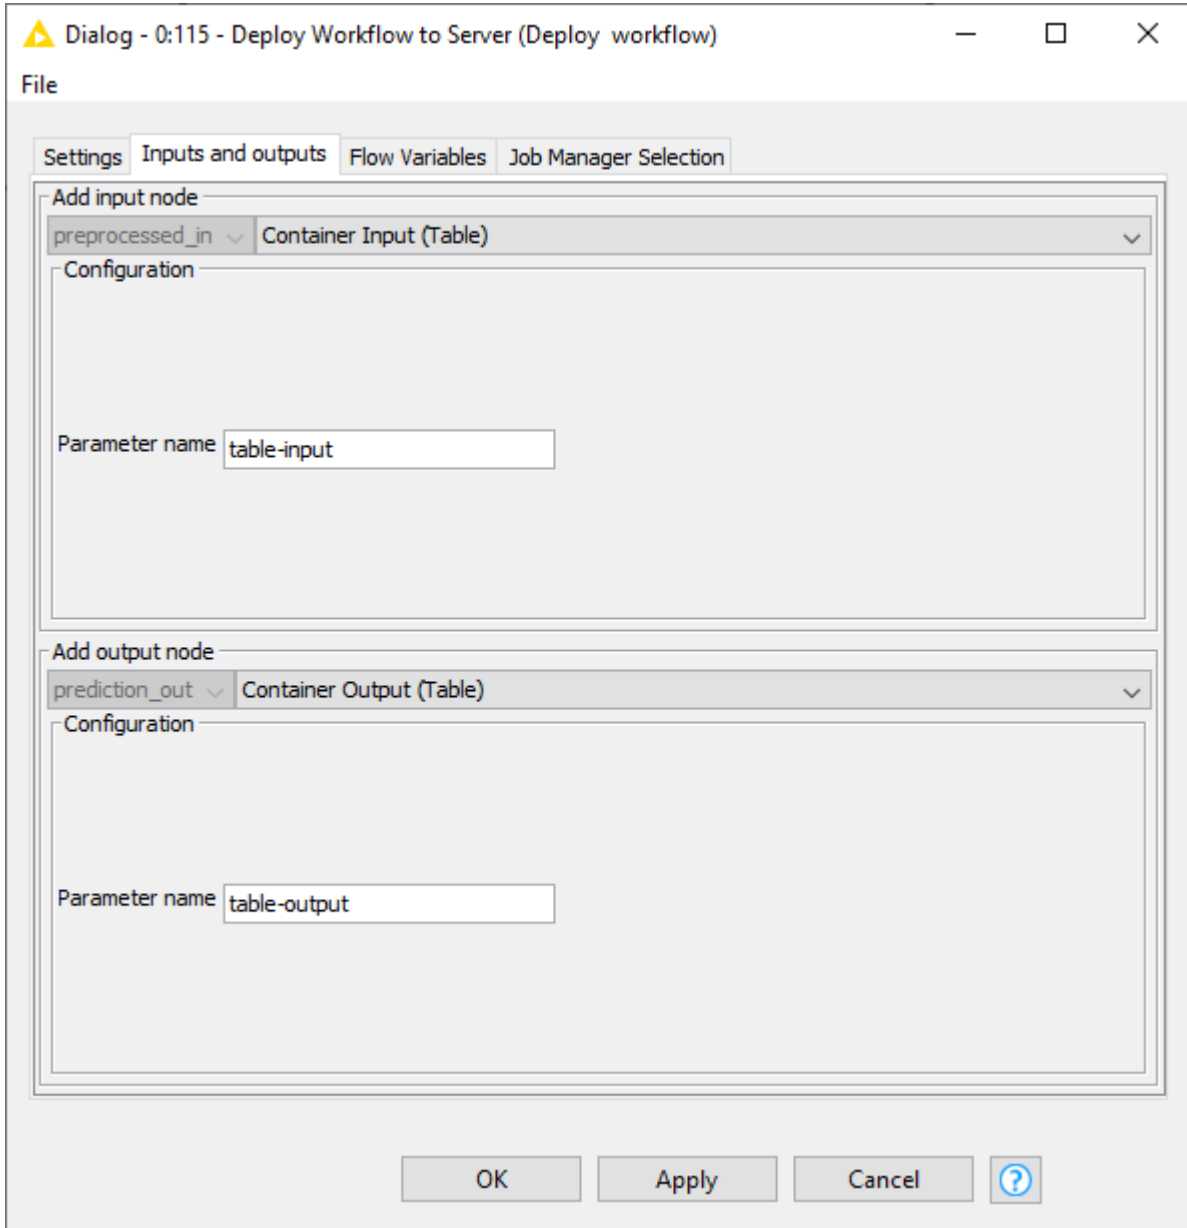 Dialog - 0:115 - Deploy Workflow to Server (Deploy  workflow)
File
Settings Inputs and outputs Flow Variables Job Manager Selection
Add input node
preprocessed_in Container Input (Table)
Configuration
Parameter name table-input
Add output node
prediction_out Container Output (Table)
Configuration
Parameter name table-output
OK Apply Cancel ?